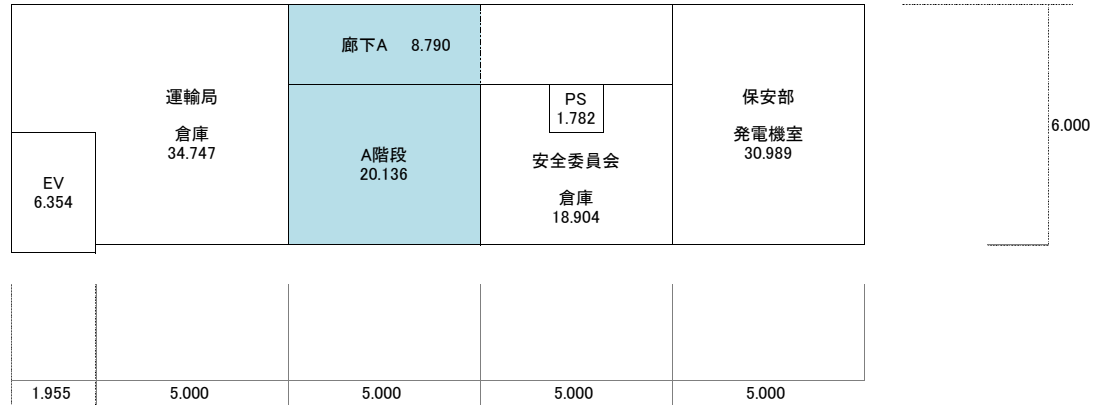 廊下A 8.790
運輸局
倉庫
34.747
PS
1.782
保安部
発電機室
30.989
6.000
A階段
20.136
安全委員会
倉庫
18.904
EV
6.354
1.955 5.000 5.000 5.000 5.000